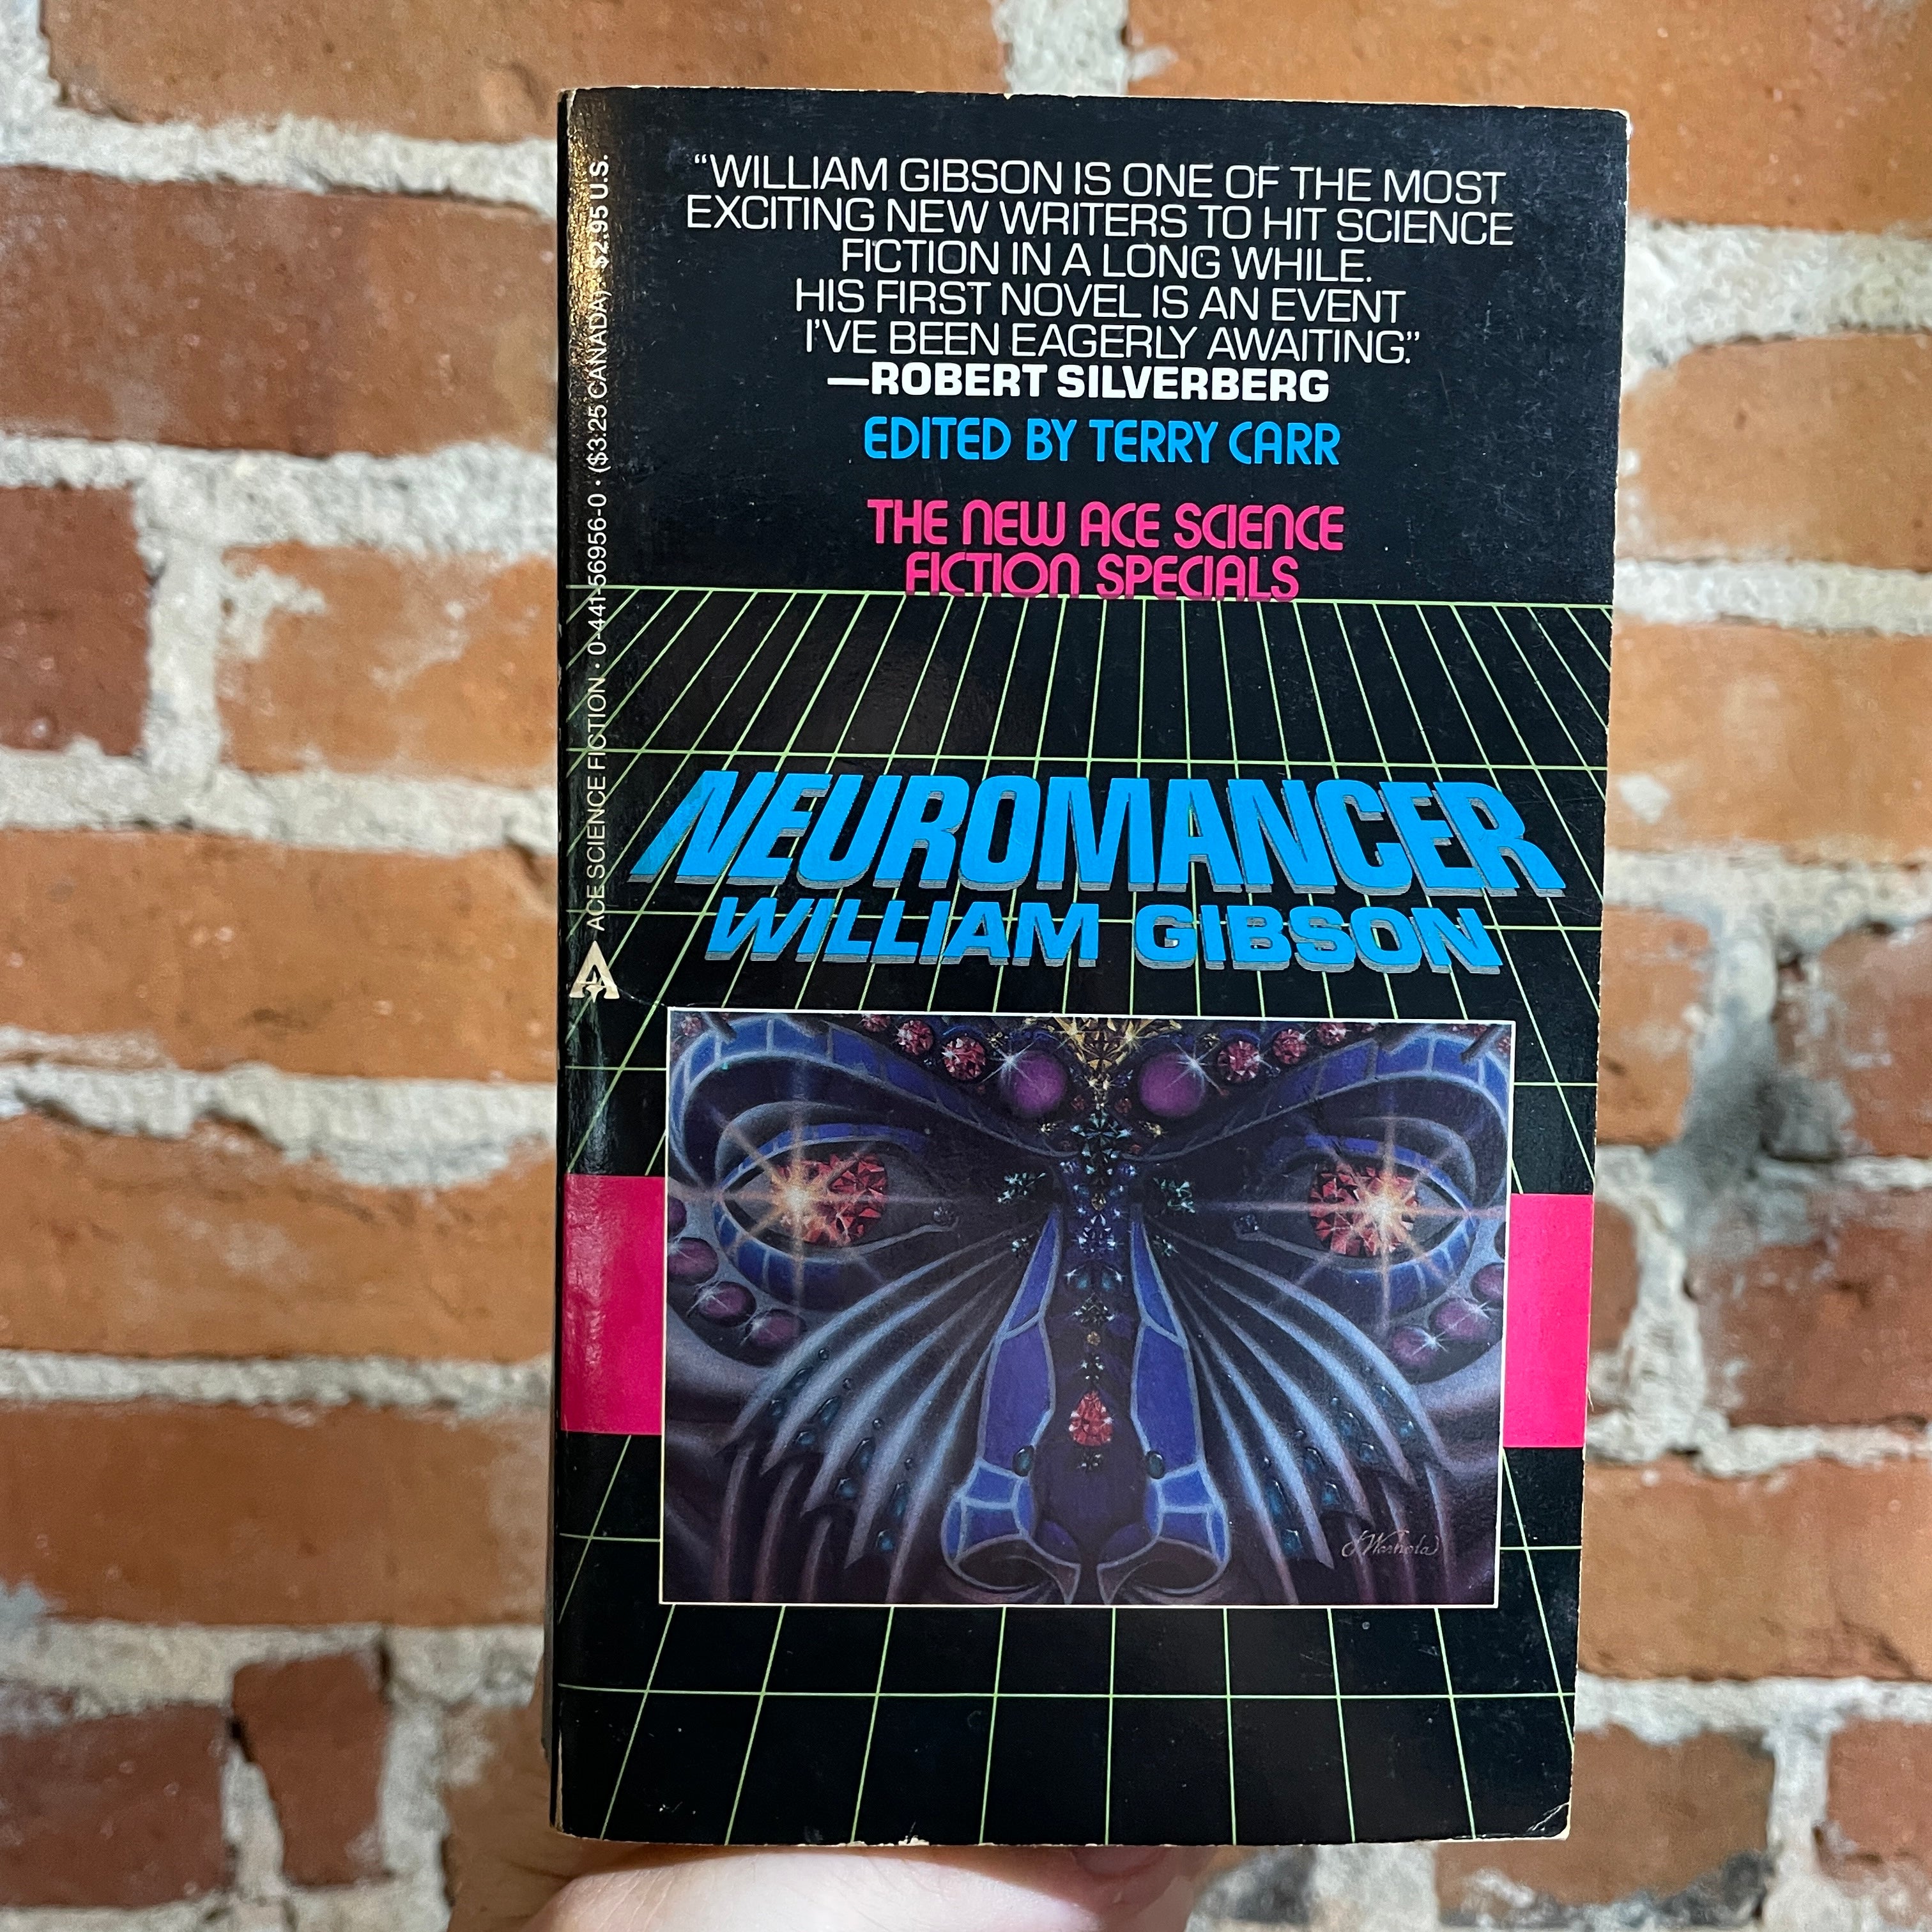 "WILLIAM GIBSON IS ONE OF THE MOST
EXCITING NEW WRITERS TO HIT SCIENCE
FICTION IN A LONG WHILE.
HIS FIRST NOVEL IS AN EVENT
I'VE BEEN EAGERLY AWAITING."
—ROBERT SILVERBERG
EDITED BY TERRY CARR
THE NEW ACE SCIENCE
FICTION SPECIALS
NEUROMANCER
WILLIAM GIBSON
J Warhola
ACE SCIENCE FICTION · 0-441-56956-0 · ($3.25 CANADA) · $2.95 U.S.
A